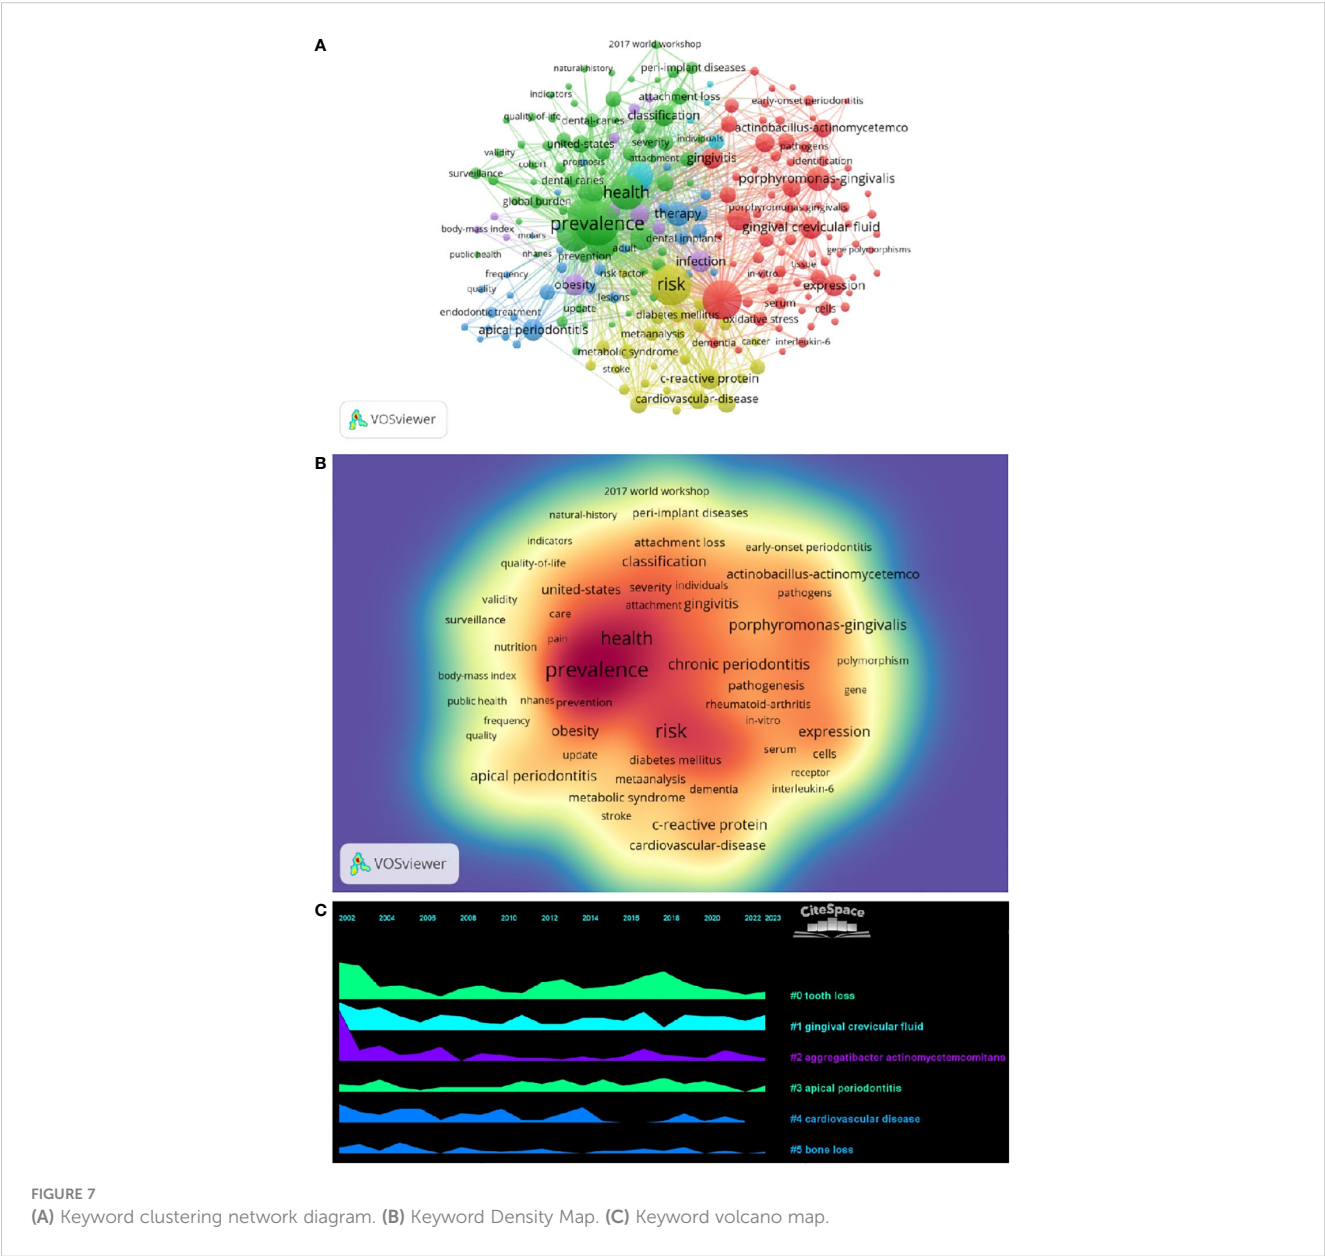 A
2017 world workshop
natural-history
peri-implant diseases
indicators
attachment loss
early-onset periodontitis
quality-of-life
dental-caries
classification
actinobacillus-actinomycetemco
united-states
severity
individuals
pathogens
validity
cohort
prognosis
attachment
gingivitis
identification
surveillance
dental caries
health
porphyromonas-gingivalis
global burden
prevalence
therapy
porphyromonas gingivalis
body-mass index
molars
dental implants
gingival crevicular fluid
public health
nhanes
prevention
adult
infection
gene polymorphisms
frequency
risk factor
in-vitro
tissue
quality
obesity
lesions
risk
expression
endodontic treatment
update
diabetes mellitus
serum
cells
apical periodontitis
metaanalysis
oxidative stress
metabolic syndrome
dementia
cancer
interleukin-6
stroke
c-reactive protein
cardiovascular-disease
VOSviewer
B
2017 world workshop
natural-history
peri-implant diseases
indicators
attachment loss
early-onset periodontitis
quality-of-life
classification
actinobacillus-actinomycetemco
united-states
severity
individuals
pathogens
validity
care
attachment
gingivitis
surveillance
porphyromonas-gingivalis
nutrition
pain
health
prevalence
chronic periodontitis
polymorphism
body-mass index
pathogenesis
gene
public health
nhanes
prevention
rheumatoid-arthritis
frequency
in-vitro
quality
obesity
risk
expression
update
diabetes mellitus
serum
cells
apical periodontitis
metaanalysis
receptor
metabolic syndrome
dementia
interleukin-6
stroke
c-reactive protein
cardiovascular-disease
VOSviewer
C
2002 2004 2006 2008 2010 2012 2014 2016 2018 2020 2022 2023
CiteSpace
#0 tooth loss
#1 gingival crevicular fluid
#2 aggregatibacter actinomycetemcomitans
#3 apical periodontitis
#4 cardiovascular disease
#5 bone loss
FIGURE 7
(A) Keyword clustering network diagram. (B) Keyword Density Map. (C) Keyword volcano map.